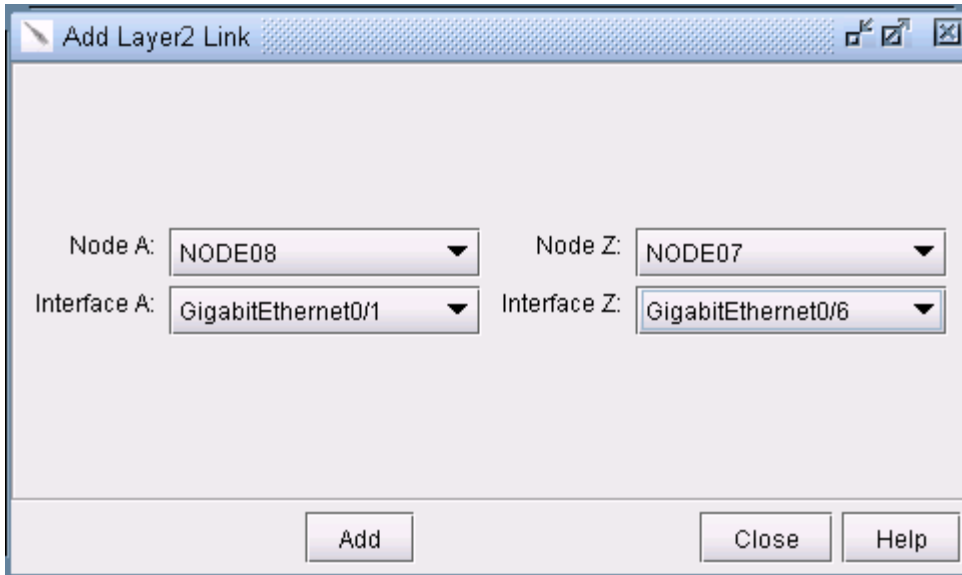 Add Layer2 Link
Node A: NODE08 Node Z: NODE07
Interface A: GigabitEthernet0/1 Interface Z: GigabitEthernet0/6
Add Close Help